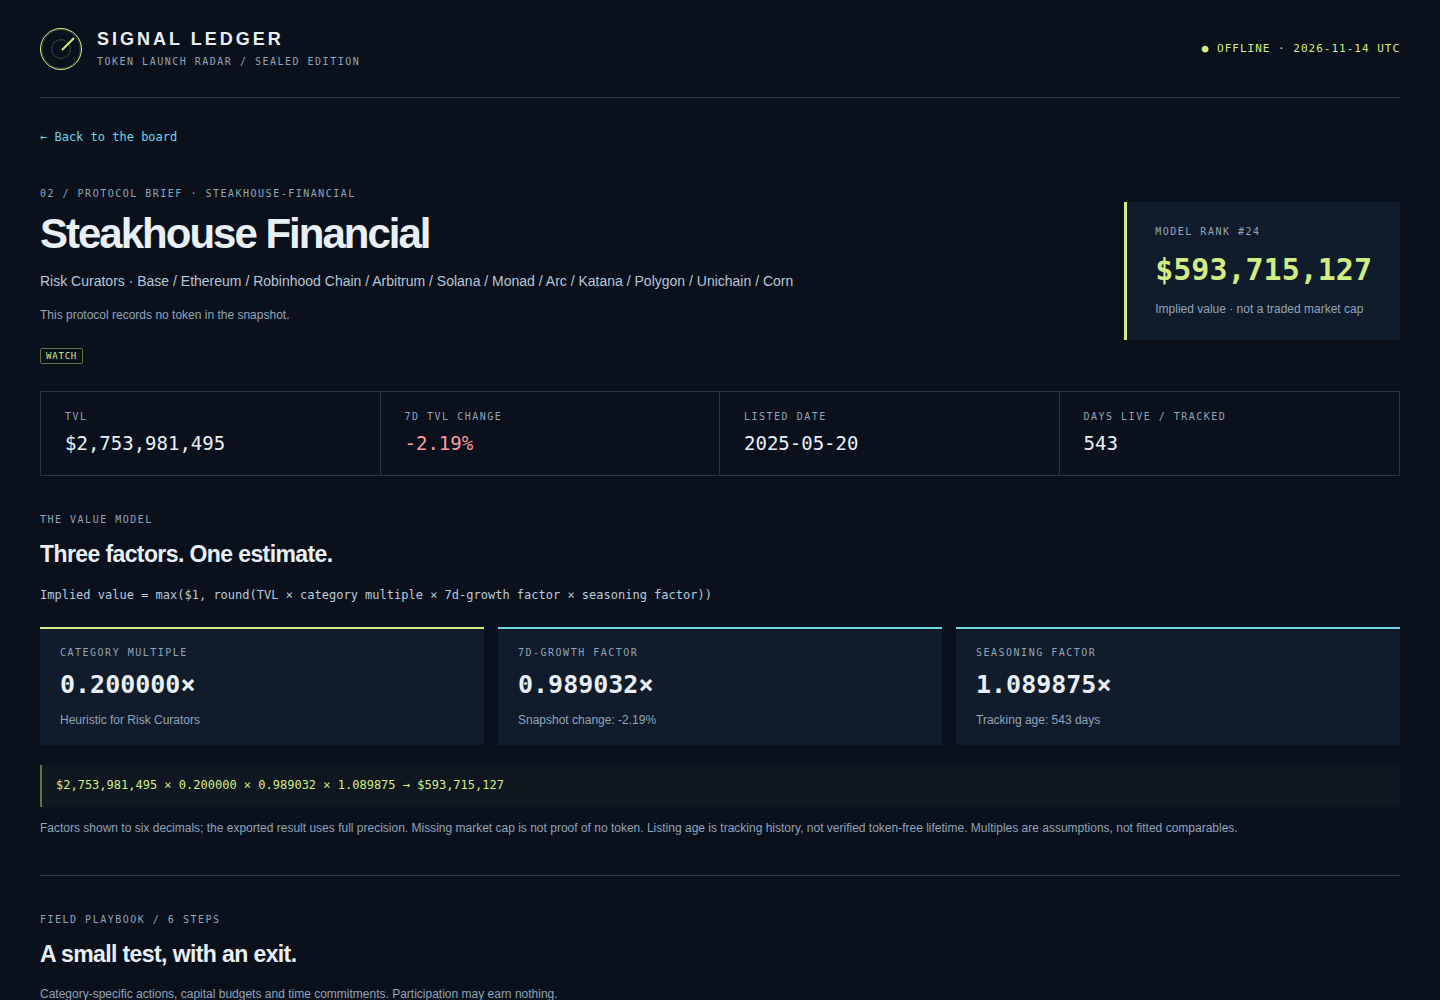 SIGNAL LEDGER
TOKEN LAUNCH RADAR / SEALED EDITION
● OFFLINE · 2026-11-14 UTC
← Back to the board
02 / PROTOCOL BRIEF · STEAKHOUSE-FINANCIAL
Steakhouse Financial
Risk Curators · Base / Ethereum / Robinhood Chain / Arbitrum / Solana / Monad / Arc / Katana / Polygon / Unichain / Corn
This protocol records no token in the snapshot.
WATCH
MODEL RANK #24
$593,715,127
Implied value · not a traded market cap
TVL
$2,753,981,495
7D TVL CHANGE
-2.19%
LISTED DATE
2025-05-20
DAYS LIVE / TRACKED
543
THE VALUE MODEL
Three factors. One estimate.
Implied value = max($1, round(TVL × category multiple × 7d-growth factor × seasoning factor))
CATEGORY MULTIPLE
0.200000×
Heuristic for Risk Curators
7D-GROWTH FACTOR
0.989032×
Snapshot change: -2.19%
SEASONING FACTOR
1.089875×
Tracking age: 543 days
$2,753,981,495 × 0.200000 × 0.989032 × 1.089875 → $593,715,127
Factors shown to six decimals; the exported result uses full precision. Missing market cap is not proof of no token. Listing age is tracking history, not verified token-free lifetime. Multiples are assumptions, not fitted comparables.
FIELD PLAYBOOK / 6 STEPS
A small test, with an exit.
Category-specific actions, capital budgets and time commitments. Participation may earn nothing.